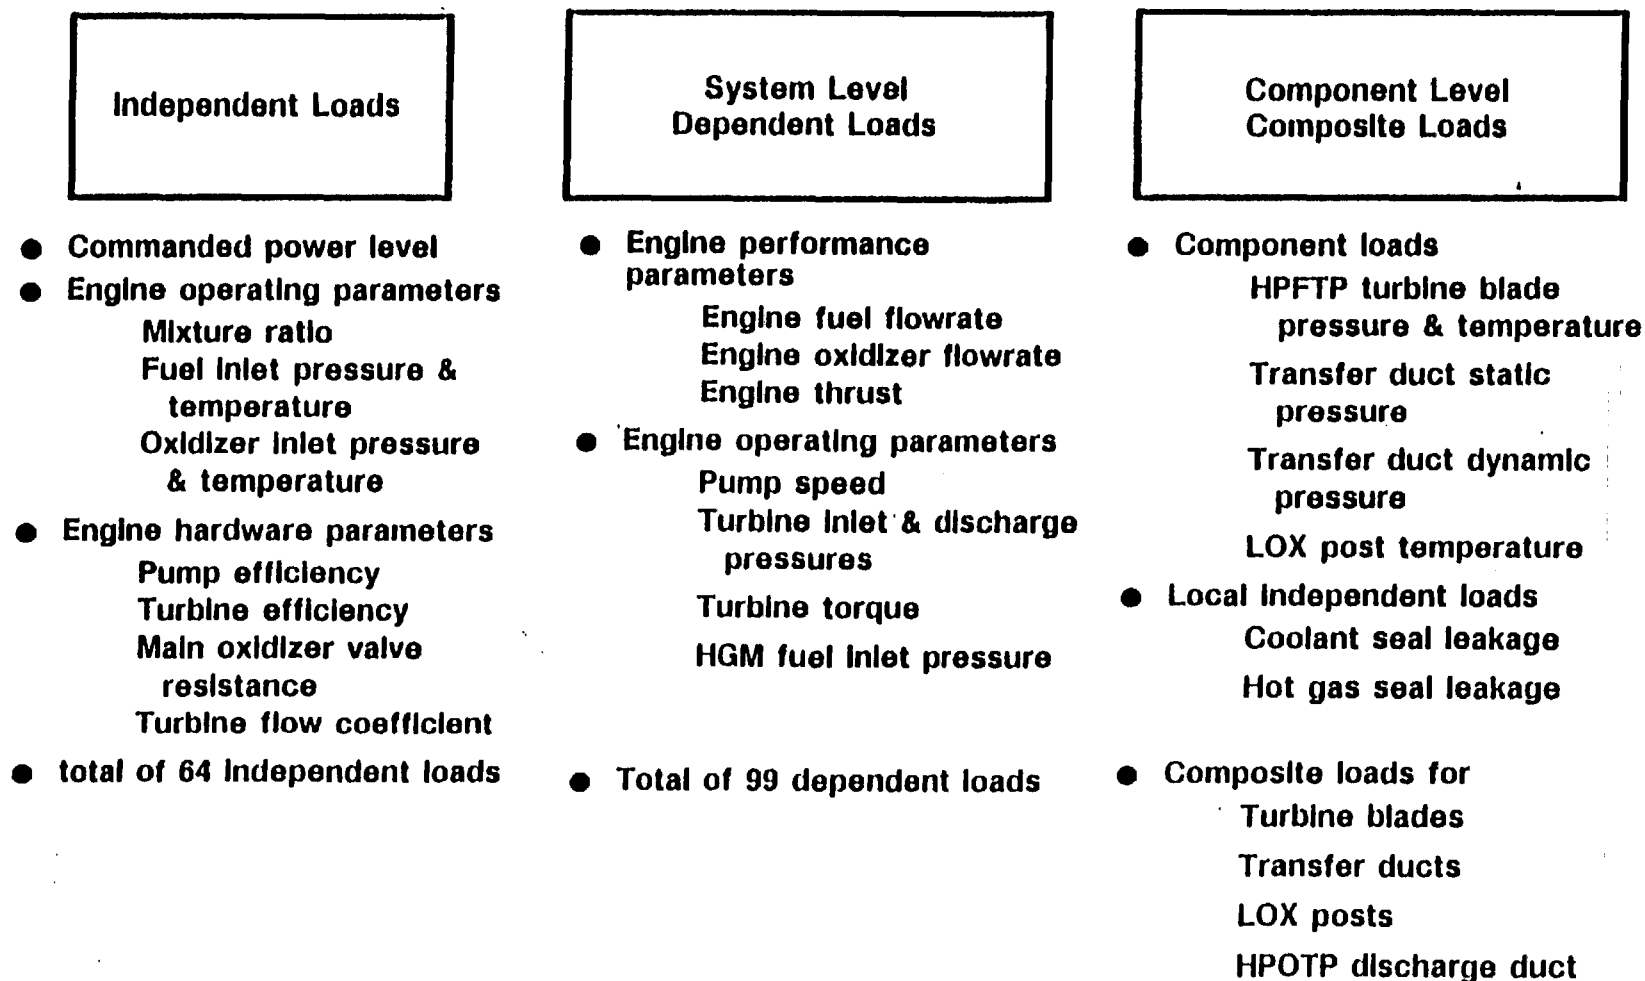 Independent Loads
● Commanded power level
● Engine operating parameters
Mixture ratio
Fuel inlet pressure &
temperature
Oxidizer inlet pressure
& temperature
● Engine hardware parameters
Pump efficiency
Turbine efficiency
Main oxidizer valve
resistance
Turbine flow coefficient
● total of 64 independent loads
System Level
Dependent Loads
● Engine performance
parameters
Engine fuel flowrate
Engine oxidizer flowrate
Engine thrust
● Engine operating parameters
Pump speed
Turbine inlet & discharge
pressures
Turbine torque
HGM fuel inlet pressure
● Total of 99 dependent loads
Component Level
Composite Loads
● Component loads
HPFTP turbine blade
pressure & temperature
Transfer duct static
pressure
Transfer duct dynamic
pressure
LOX post temperature
● Local independent loads
Coolant seal leakage
Hot gas seal leakage
● Composite loads for
Turbine blades
Transfer ducts
LOX posts
HPOTP discharge duct